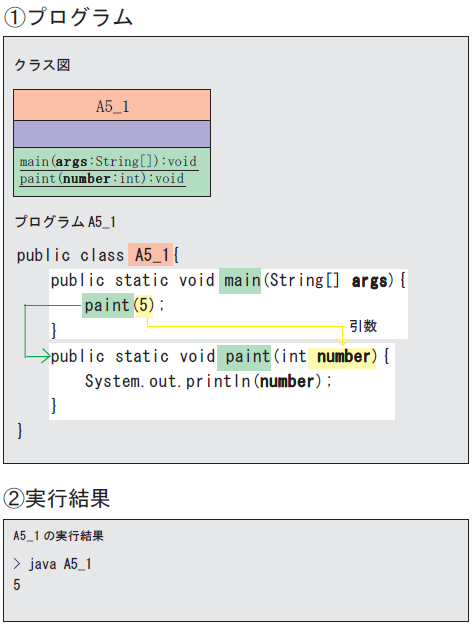 ①プログラム
クラス図
A5_1
main(args:String[]):void
paint(number:int):void
プログラム A5_1
public class A5_1{
public static void main(String[] args){
paint(5);
}
引数
public static void paint(int number){
System.out.println(number);
}
}
②実行結果
A5_1 の実行結果
> java A5_1
5